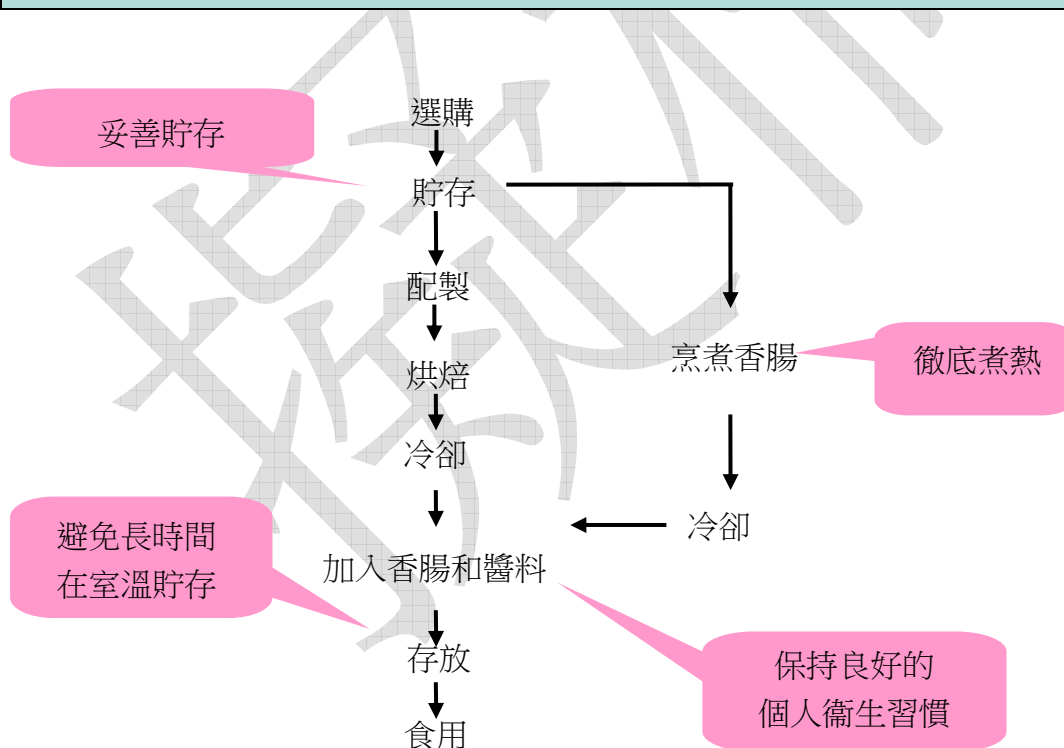 選購
妥善貯存
貯存
配製
烹煮香腸
徹底煮熟
烘焙
冷卻
冷卻
避免長時間
在室溫貯存
加入香腸和醬料
存放
保持良好的
個人衞生習慣
食用